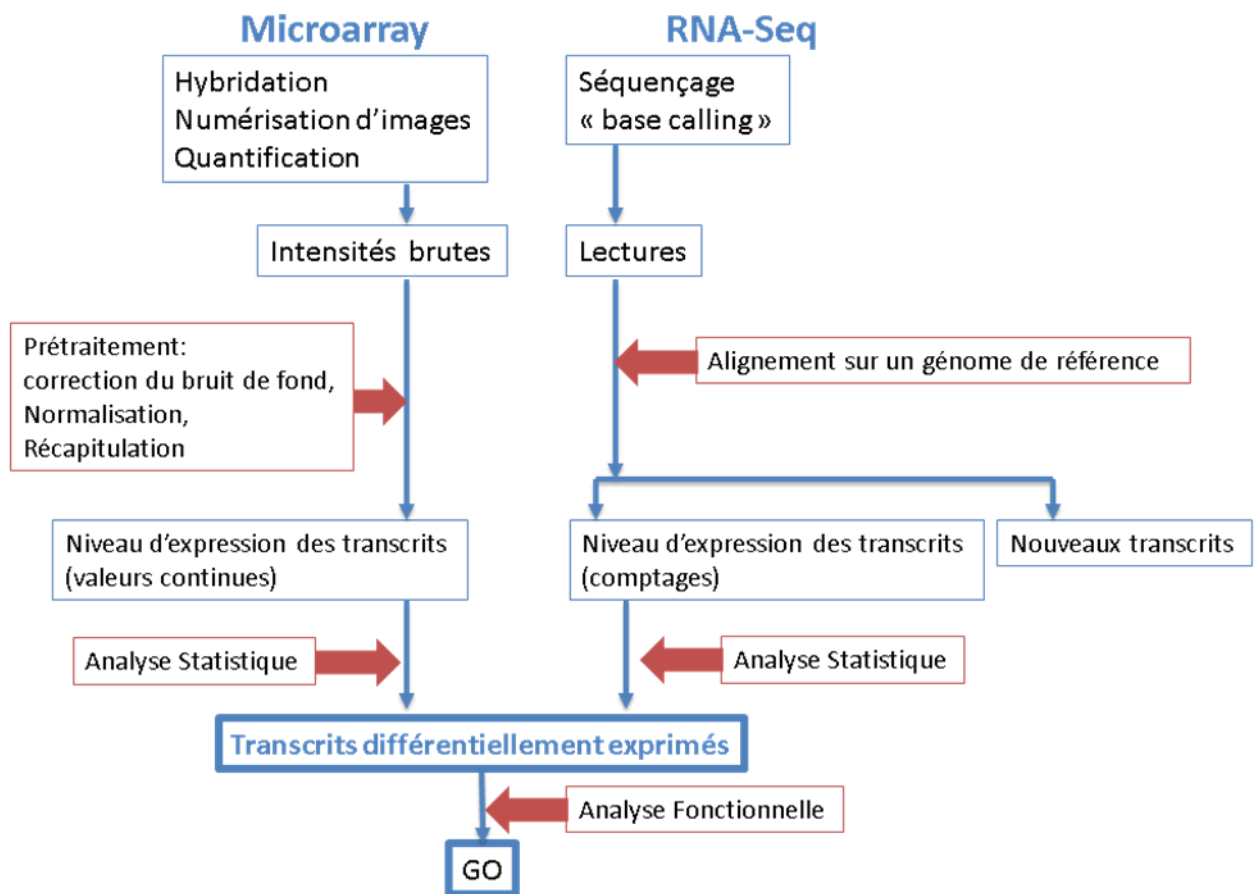 Microarray
RNA-Seq
Hybridation
Numérisation d'images
Quantification
Séquençage
« base calling »
Intensités brutes
Lectures
Prétraitement:
correction du bruit de fond,
Normalisation,
Récapitulation
Alignement sur un génome de référence
Niveau d'expression des transcrits
(valeurs continues)
Niveau d'expression des transcrits
(comptages)
Nouveaux transcrits
Analyse Statistique
Analyse Statistique
Transcrits différentiellement exprimés
Analyse Fonctionnelle
GO